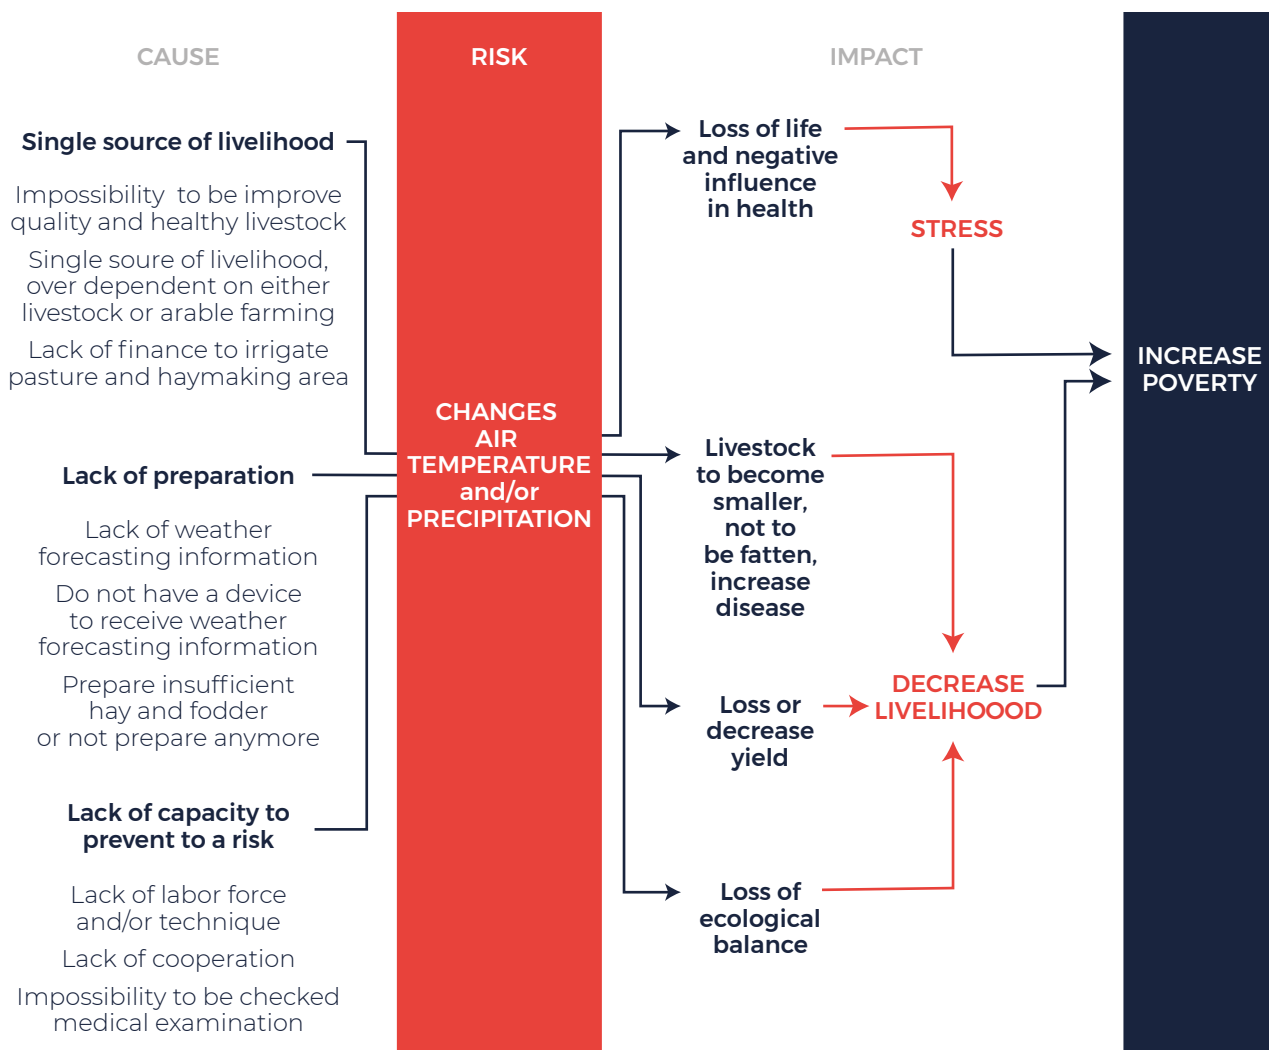 CAUSE
Single source of livelihood
Impossibility  to be improve
quality and healthy livestock
Single soure of livelihood,
over dependent on either
livestock or arable farming
Lack of finance to irrigate
pasture and haymaking area
Lack of preparation
Lack of weather
forecasting information
Do not have a device
to receive weather
forecasting information
Prepare insufficient
hay and fodder
or not prepare anymore
Lack of capacity to
prevent to a risk
Lack of labor force
and/or technique
Lack of cooperation
Impossibility to be checked
medical examination
RISK
CHANGES
AIR
TEMPERATURE
and/or
PRECIPITATION
IMPACT
Loss of life
and negative
influence
in health
STRESS
Livestock
to become
smaller,
not to
be fatten,
increase
disease
Loss or
decrease
yield
DECREASE
LIVELIHOOOD
Loss of
ecological
balance
INCREASE
POVERTY